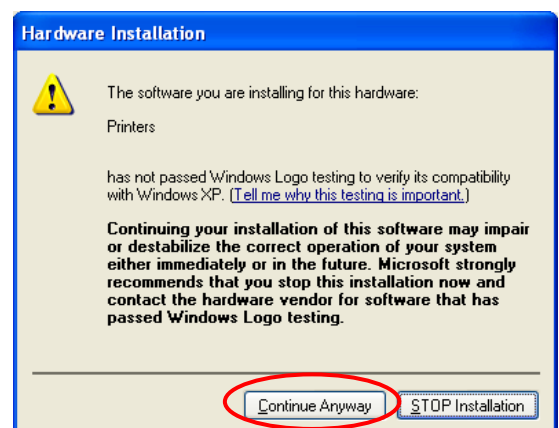 Hardware Installation
The software you are installing for this hardware:
Printers
has not passed Windows Logo testing to verify its compatibility
with Windows XP. (Tell me why this testing is important.)
Continuing your installation of this software may impair
or destabilize the correct operation of your system
either immediately or in the future. Microsoft strongly
recommends that you stop this installation now and
contact the hardware vendor for software that has
passed Windows Logo testing.
Continue Anyway
STOP Installation